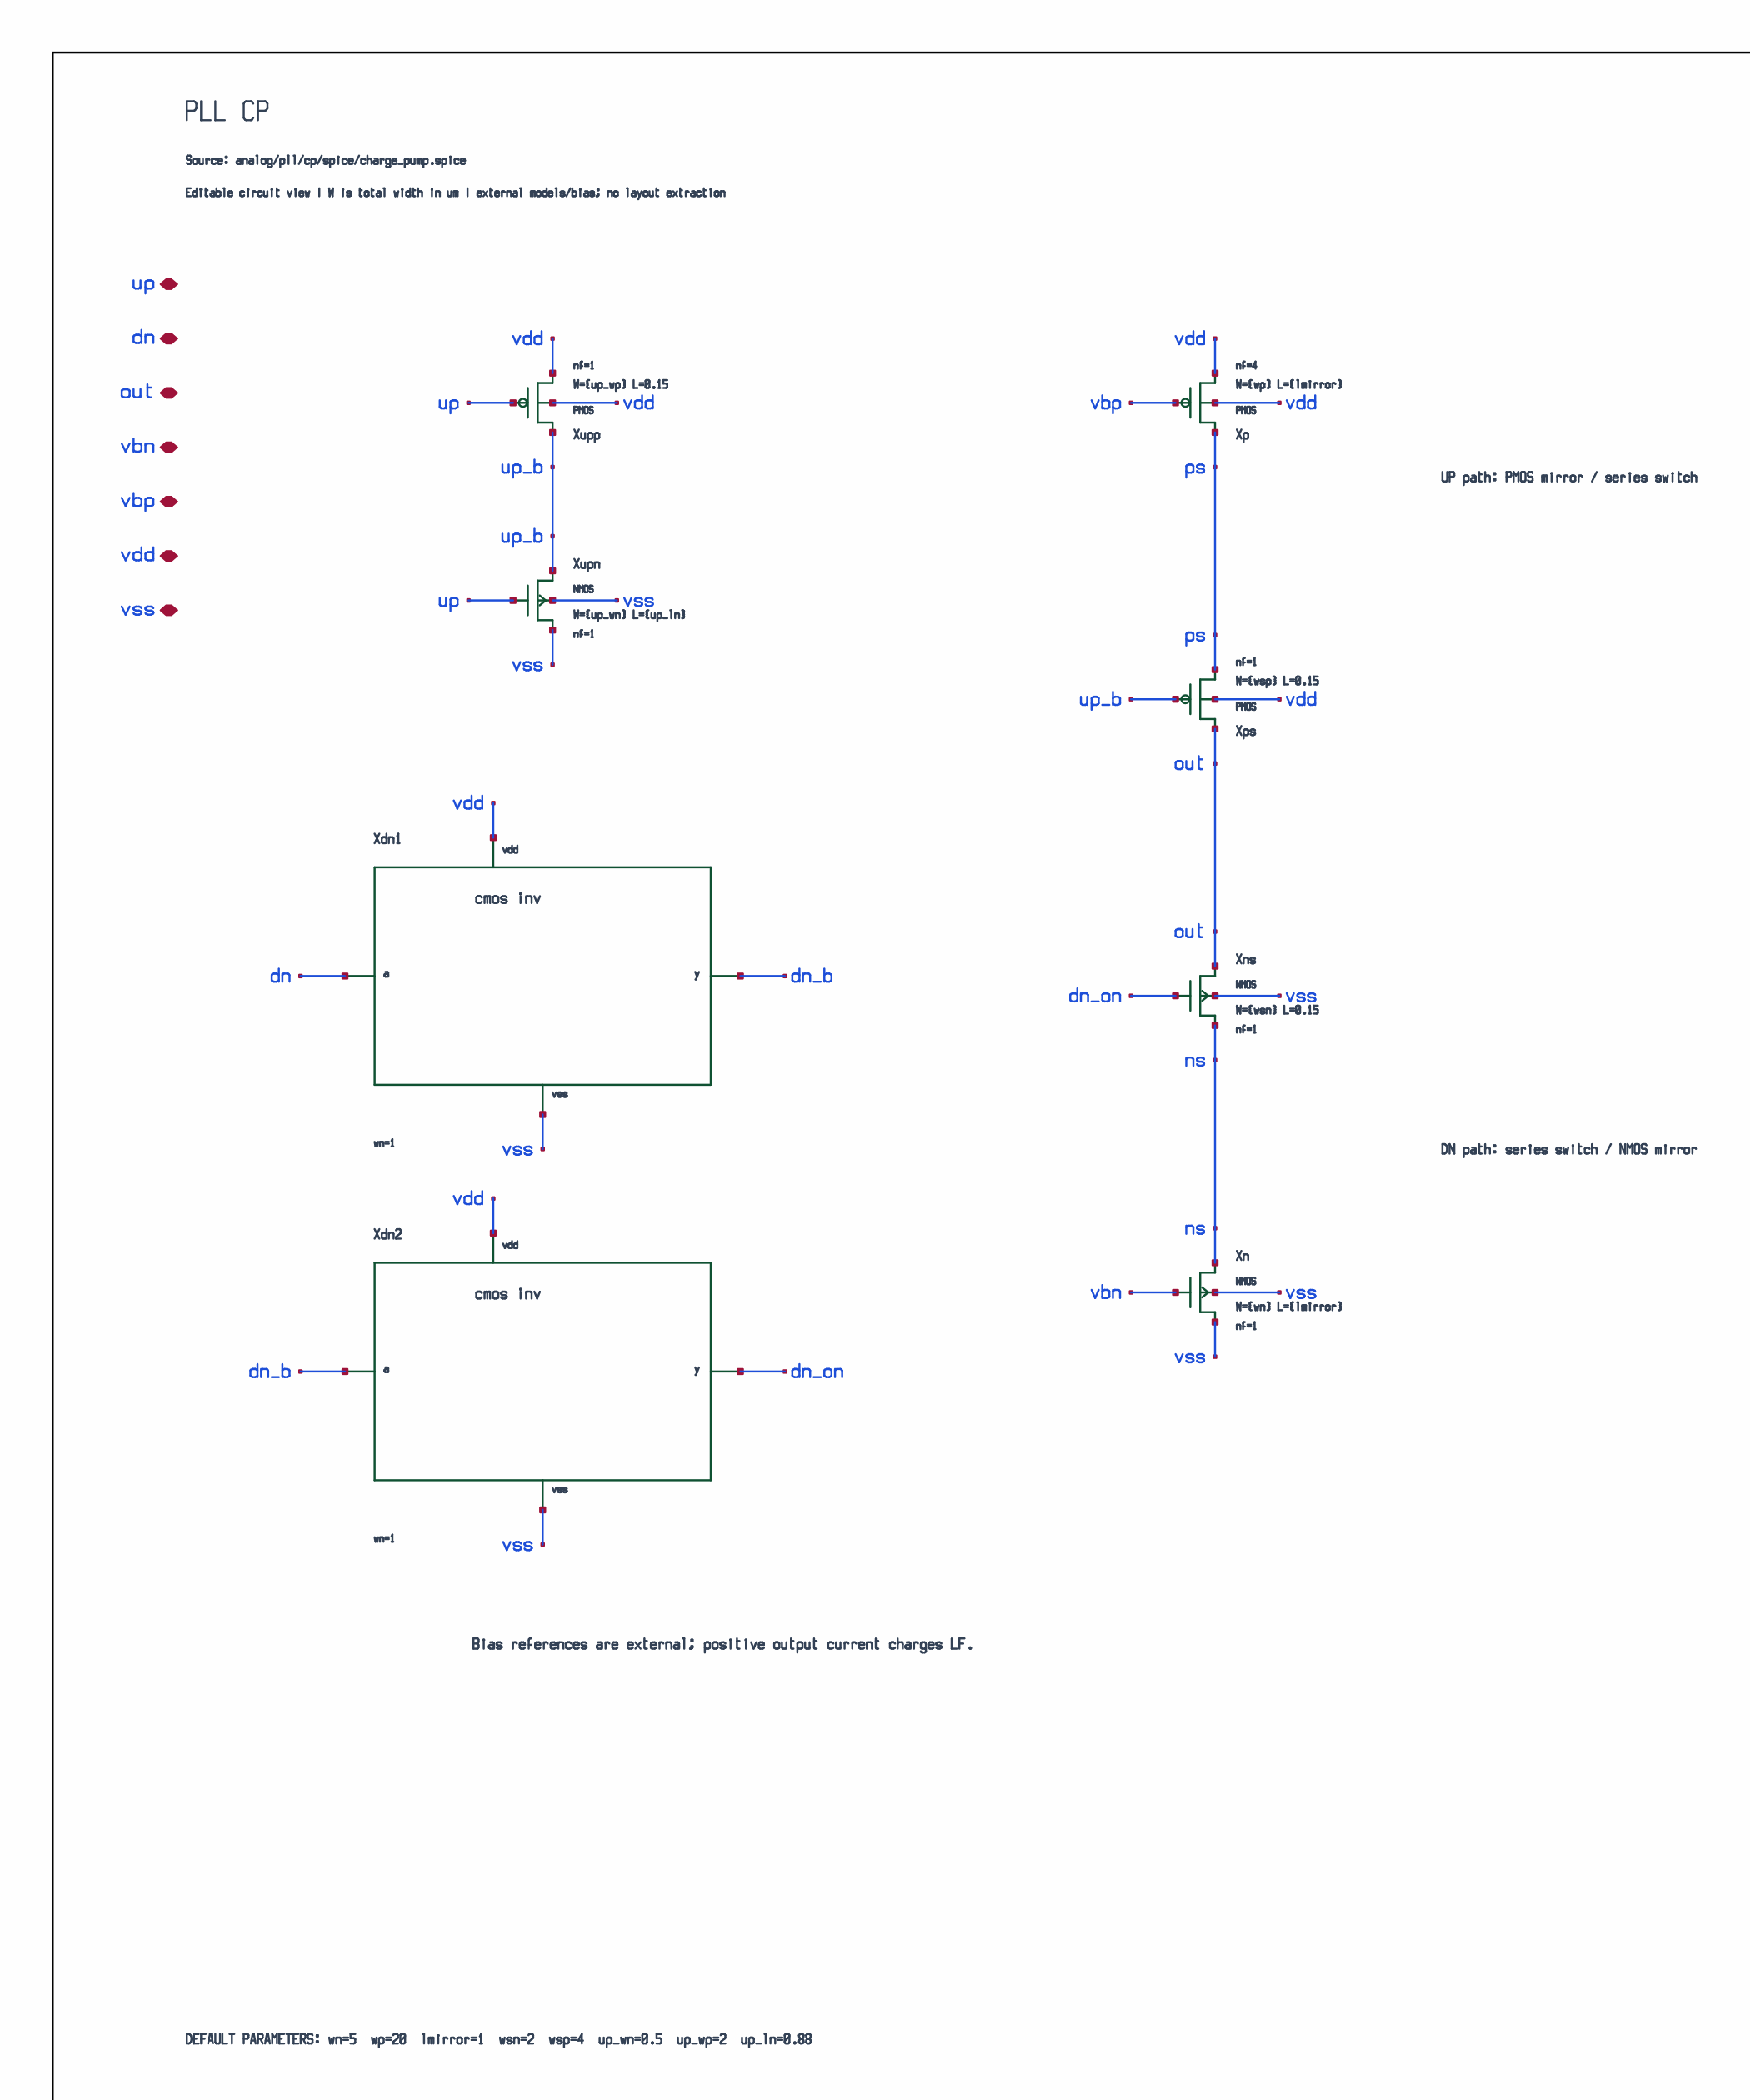 PLL CP
Source: analog/pll/cp/spice/charge_pump.spice
Editable circuit view | W is total width in um | external models/bias; no layout extraction
up
dn
out
vbn
vbp
vdd
vss
vdd
nf=1
W={up_wp} L=0.15
up
vdd
PMOS
Xupp
up_b
up_b
Xupn
NMOS
up
vss
W={up_wn} L={up_ln}
nf=1
vss
vdd
Xdn1
vdd
cmos inv
dn
a
y
dn_b
vss
wn=1
vss
vdd
Xdn2
vdd
cmos inv
dn_b
a
y
dn_on
vss
wn=1
vss
vdd
nf=4
W={wp} L={lmirror}
vbp
vdd
PMOS
Xp
ps
UP path: PMOS mirror / series switch
ps
nf=1
W={wsp} L=0.15
up_b
vdd
PMOS
Xps
out
out
Xns
NMOS
dn_on
vss
W={wsn} L=0.15
nf=1
ns
DN path: series switch / NMOS mirror
ns
Xn
NMOS
vbn
vss
W={wn} L={lmirror}
nf=1
vss
Bias references are external; positive output current charges LF.
DEFAULT PARAMETERS: wn=5 wp=20 lmirror=1 wsn=2 wsp=4 up_wn=0.5 up_wp=2 up_ln=0.88